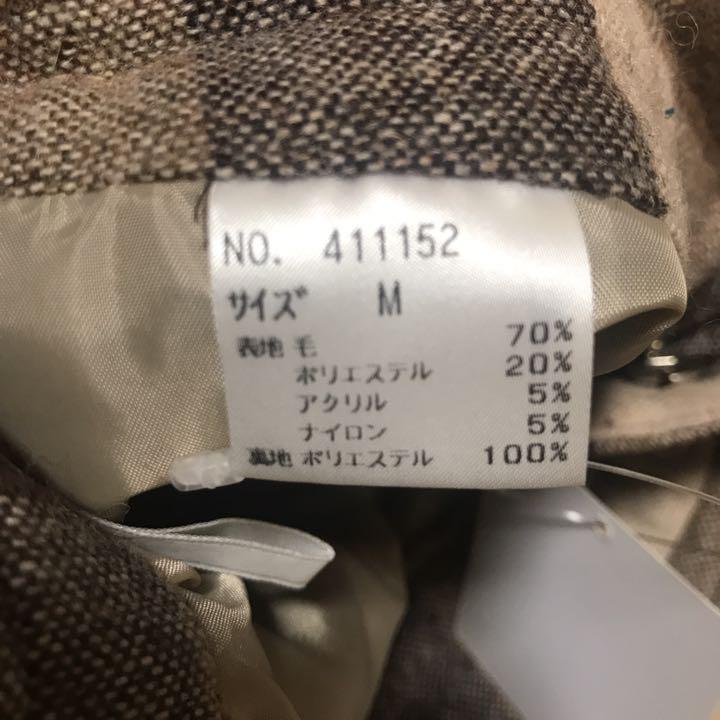 NO. 411152
サイズ M
表地 毛 70%
ポリエステル 20%
アクリル 5%
ナイロン 5%
裏地 ポリエステル 100%